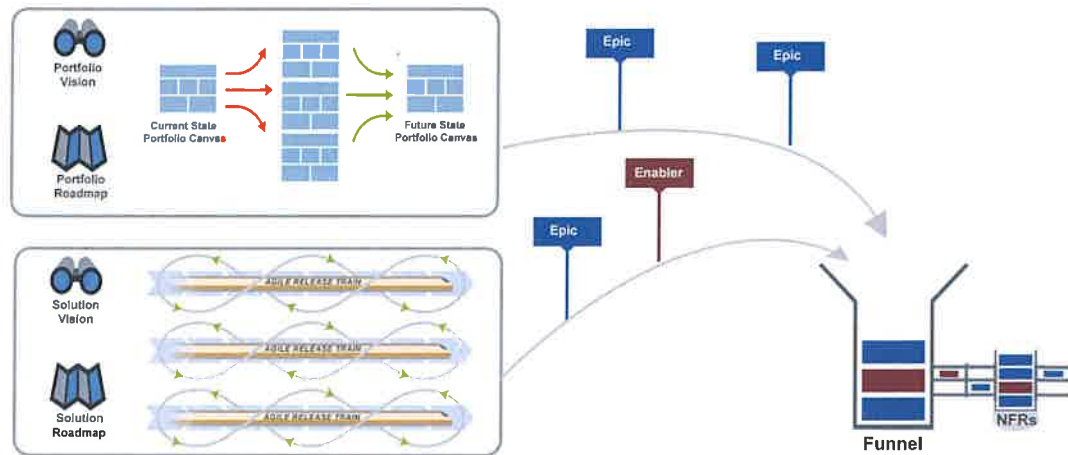 Portfolio
Vision
Current State
Portfolio Canvas
Future State
Portfolio Canvas
Portfolio
Roadmap
Epic
Epic
Enabler
Epic
Solution
Vision
AGILE RELEASE TRAIN
AGILE RELEASE TRAIN
Solution
Roadmap
AGILE RELEASE TRAIN
Funnel
NFRs